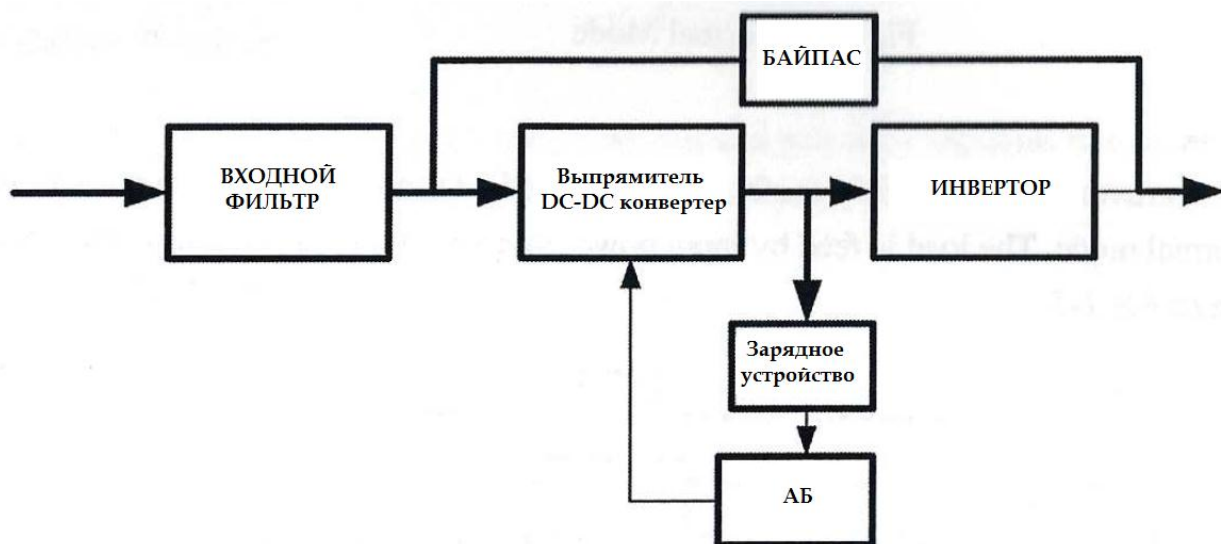 БАЙПАС
ВХОДНОЙ
ФИЛЬТР
Выпрямитель
DC-DC конвертер
ИНВЕРТОР
Зарядное
устройство
АБ